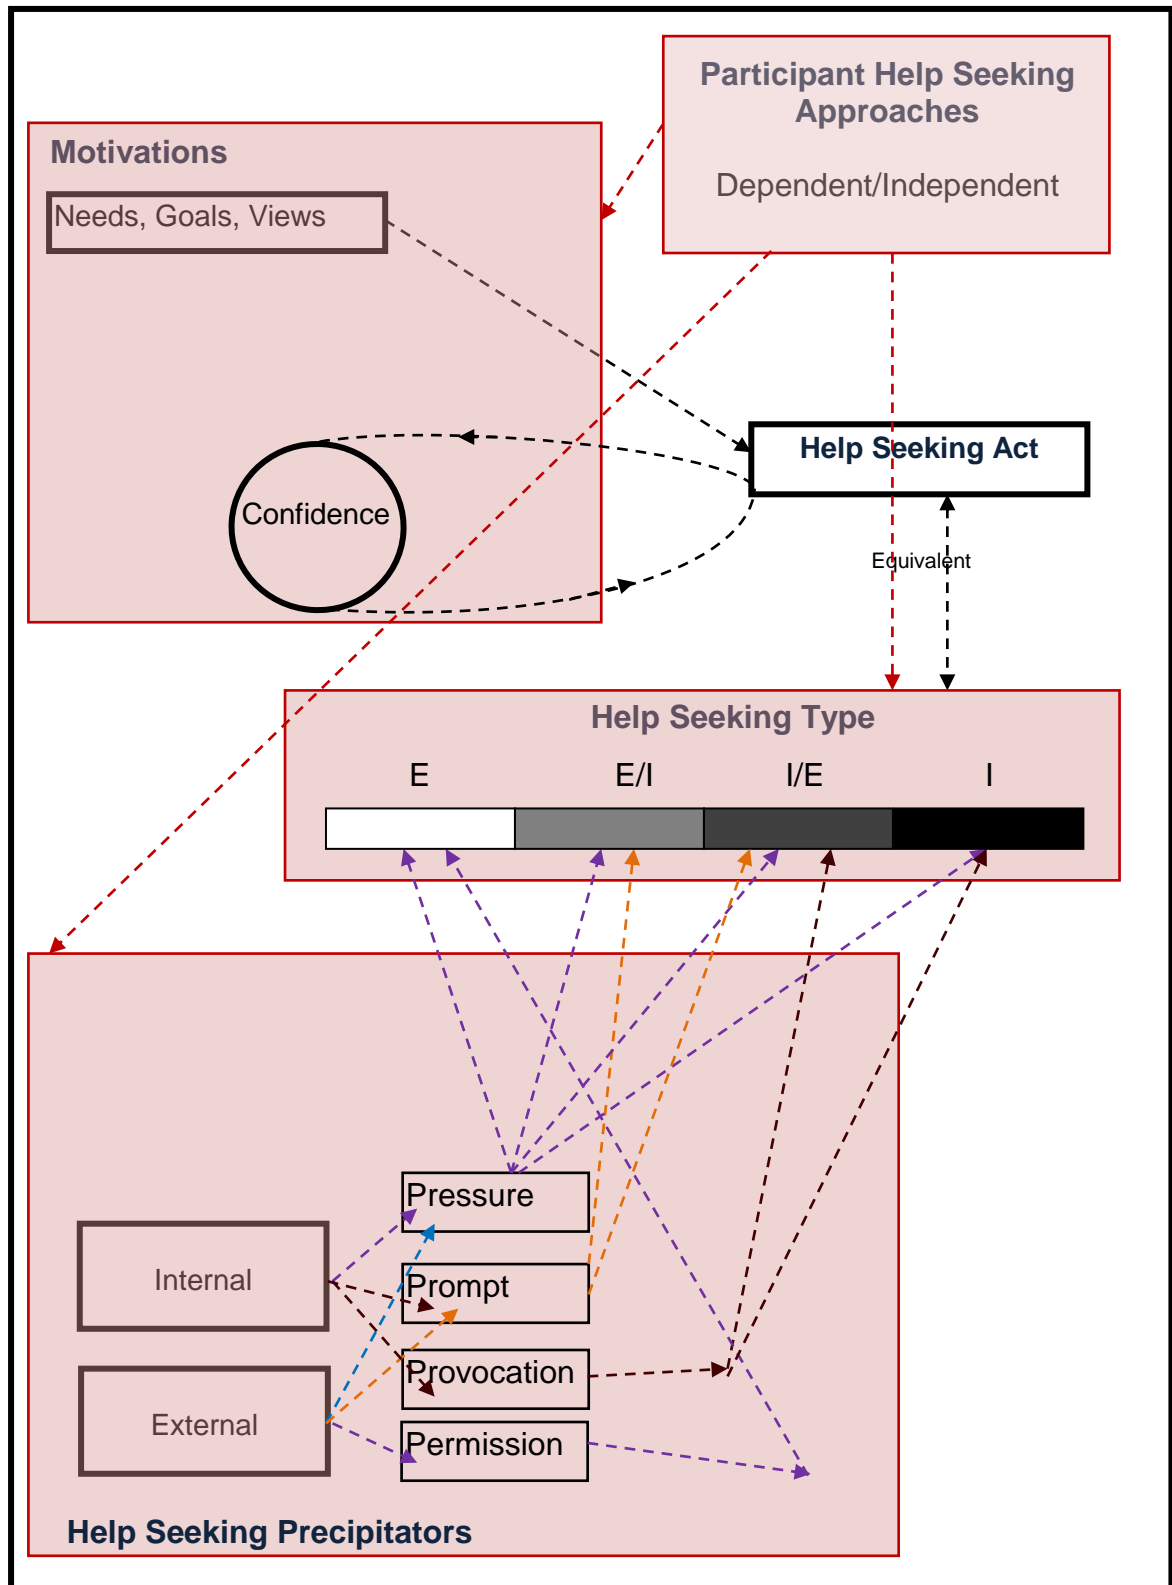 Participant Help Seeking
Approaches
Dependent/Independent
Motivations
Needs, Goals, Views
Help Seeking Act
Confidence
Equivalent
Help Seeking Type
E E/I I/E I
Pressure
Internal
Prompt
Provocation
External
Permission
Help Seeking Precipitators